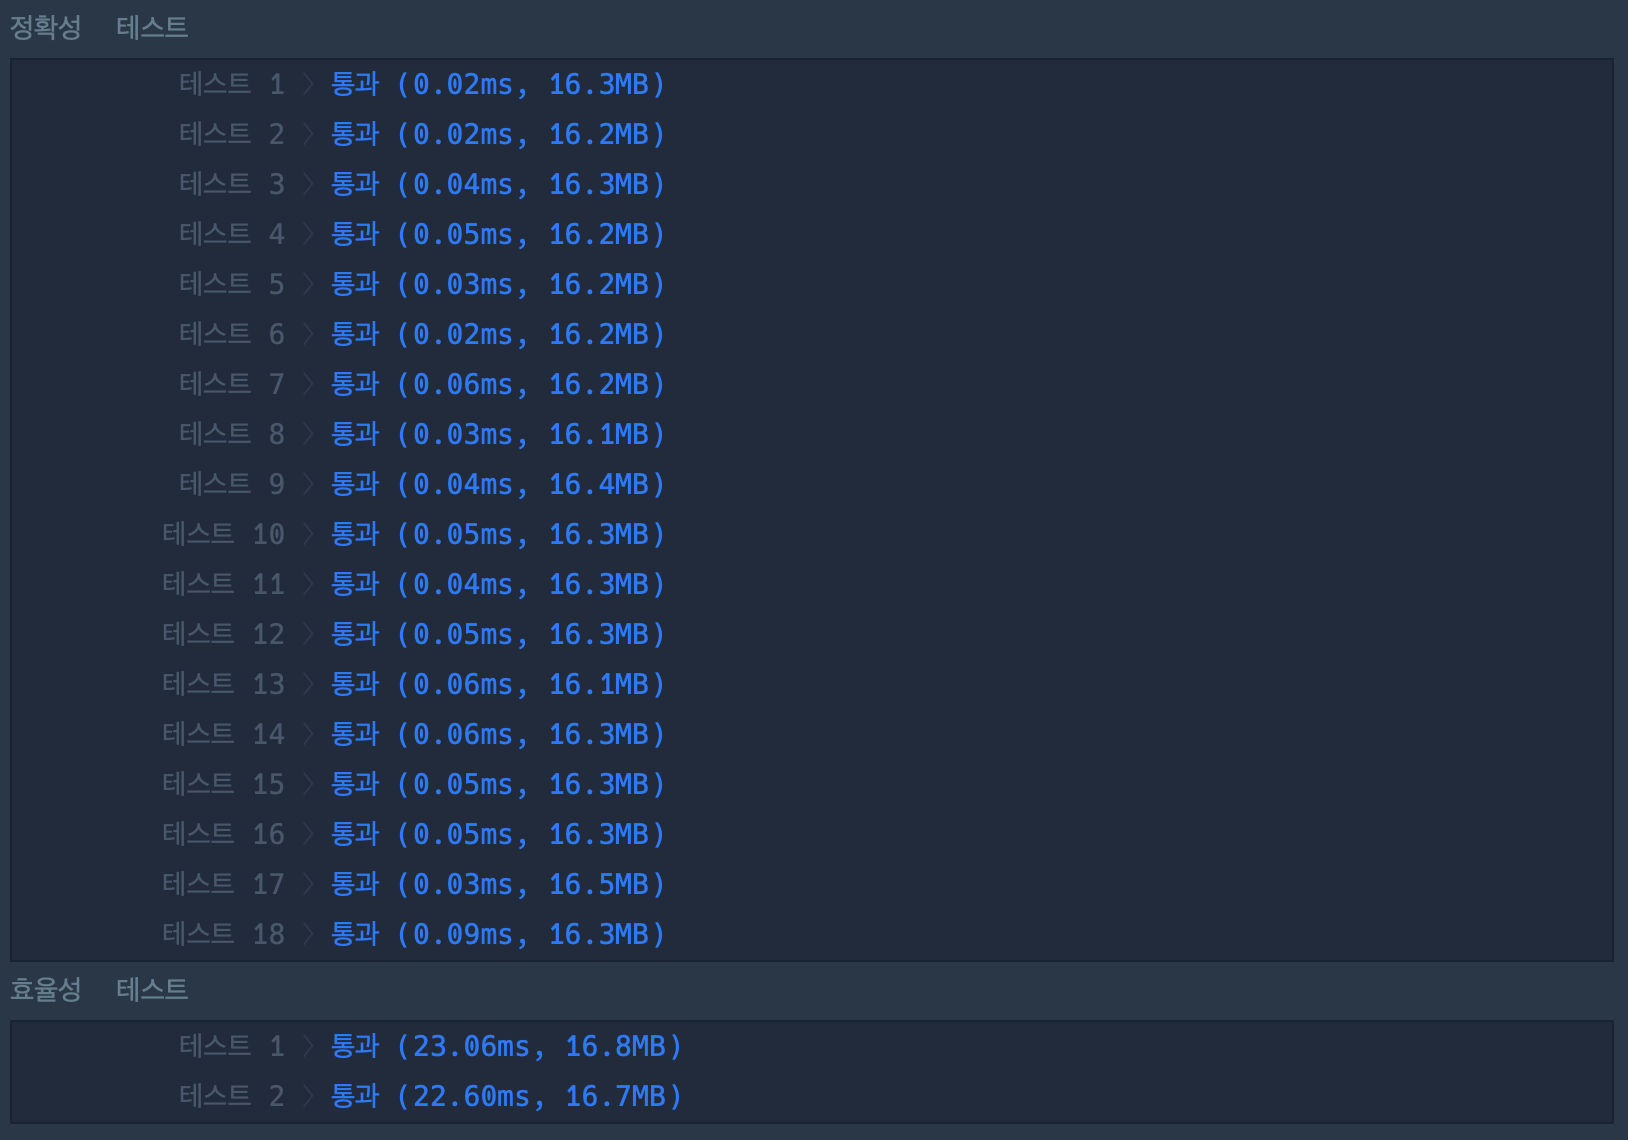 정확성 테스트
테스트 1 〉 통과 (0.02ms, 16.3MB)
테스트 2 〉 통과 (0.02ms, 16.2MB)
테스트 3 〉 통과 (0.04ms, 16.3MB)
테스트 4 〉 통과 (0.05ms, 16.2MB)
테스트 5 〉 통과 (0.03ms, 16.2MB)
테스트 6 〉 통과 (0.02ms, 16.2MB)
테스트 7 〉 통과 (0.06ms, 16.2MB)
테스트 8 〉 통과 (0.03ms, 16.1MB)
테스트 9 〉 통과 (0.04ms, 16.4MB)
테스트 10 〉 통과 (0.05ms, 16.3MB)
테스트 11 〉 통과 (0.04ms, 16.3MB)
테스트 12 〉 통과 (0.05ms, 16.3MB)
테스트 13 〉 통과 (0.06ms, 16.1MB)
테스트 14 〉 통과 (0.06ms, 16.3MB)
테스트 15 〉 통과 (0.05ms, 16.3MB)
테스트 16 〉 통과 (0.05ms, 16.3MB)
테스트 17 〉 통과 (0.03ms, 16.5MB)
테스트 18 〉 통과 (0.09ms, 16.3MB)
효율성 테스트
테스트 1 〉 통과 (23.06ms, 16.8MB)
테스트 2 〉 통과 (22.60ms, 16.7MB)